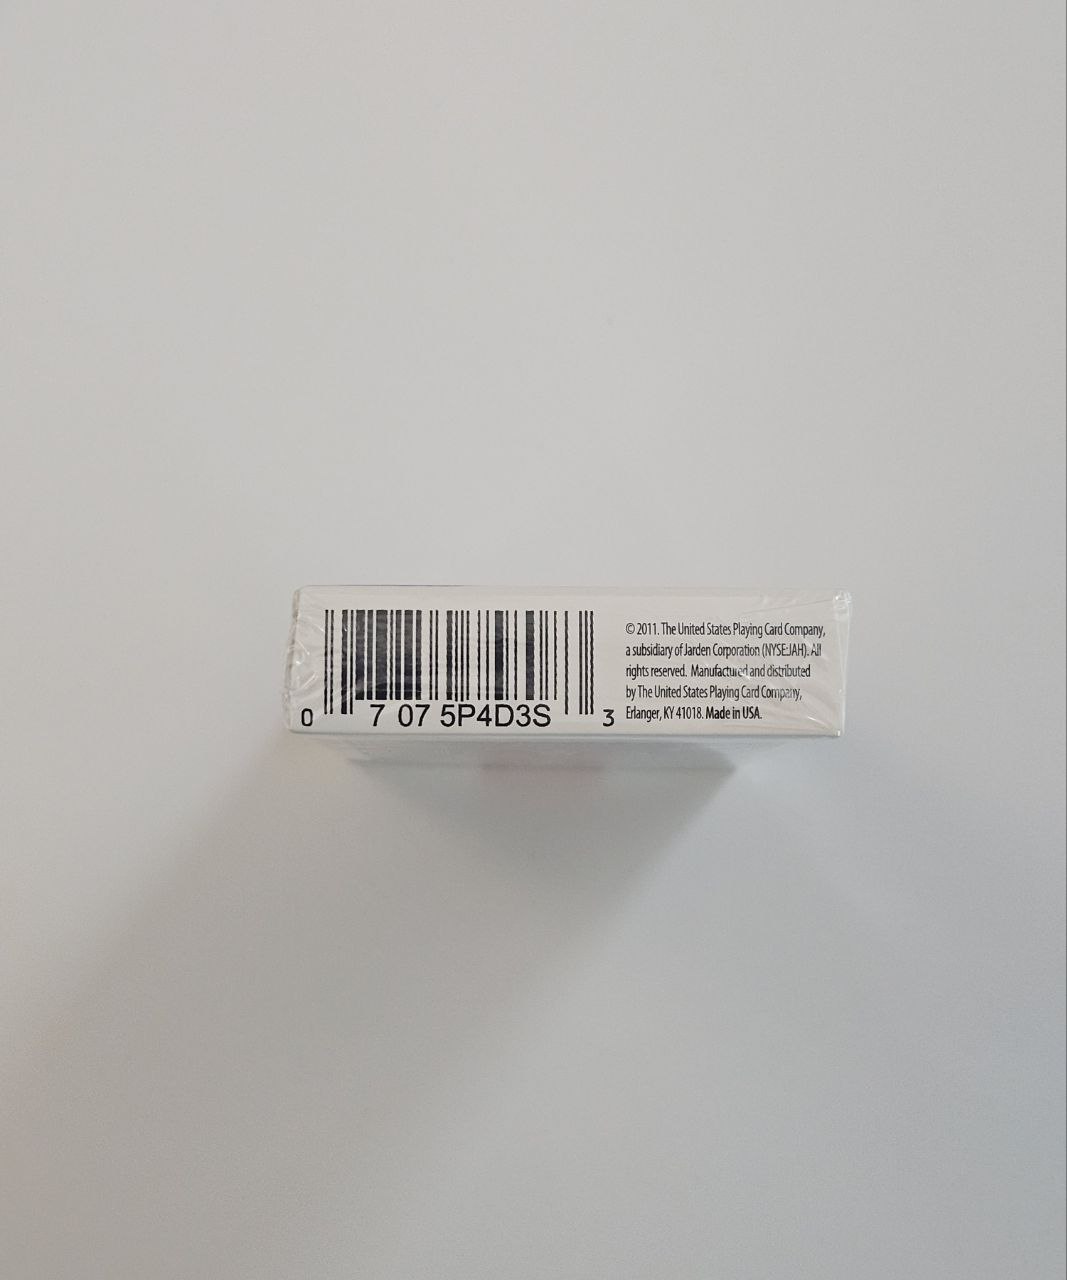 0 7 07 5P4D3S 3
© 2011. The United States Playing Card Company,
a subsidiary of Jarden Corporation (NYSE:JAH). All
rights reserved. Manufactured and distributed
by The United States Playing Card Company,
Erlanger, KY 41018. Made in USA.